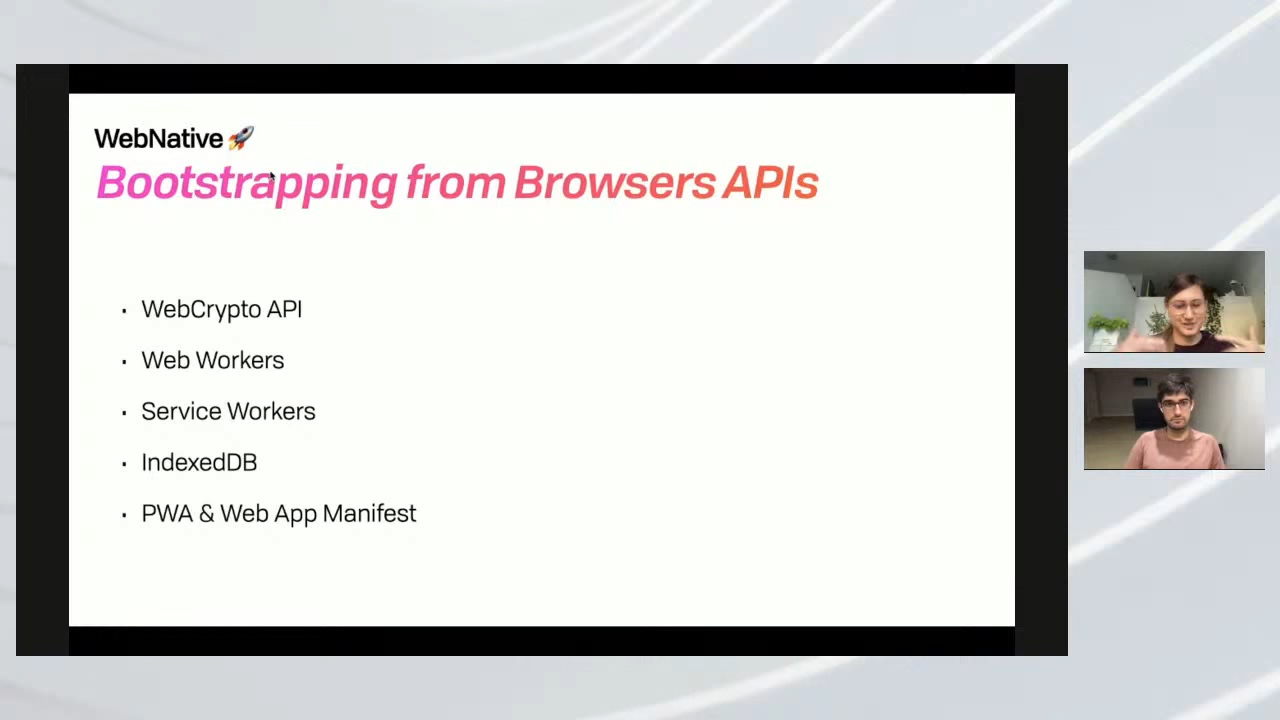 WebNative 🚀
Bootstrapping from Browsers APIs
· WebCrypto API
· Web Workers
· Service Workers
· IndexedDB
· PWA & Web App Manifest